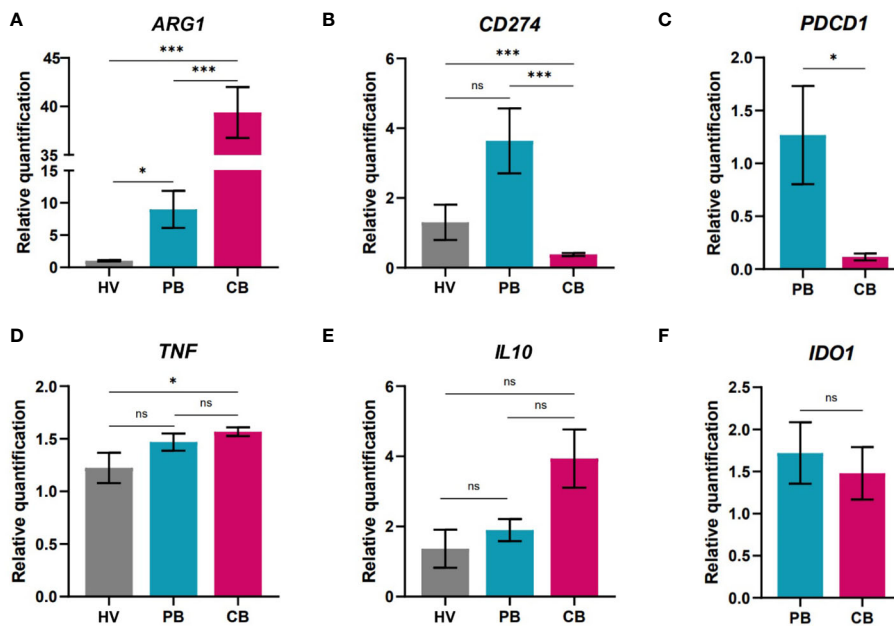 A
ARG1
Relative quantification
45
40
35
15
10
5
0
***
***
*
HV PB CB
B
CD274
Relative quantification
6
4
2
0
***
ns
***
HV PB CB
C
PDCD1
Relative quantification
2.0
1.5
1.0
0.5
0.0
*
PB CB
D
TNF
Relative quantification
2.0
1.5
1.0
0.5
0.0
*
ns
ns
HV PB CB
E
IL10
Relative quantification
6
4
2
0
ns
ns
ns
HV PB CB
F
IDO1
Relative quantification
2.5
2.0
1.5
1.0
0.5
0.0
ns
PB CB